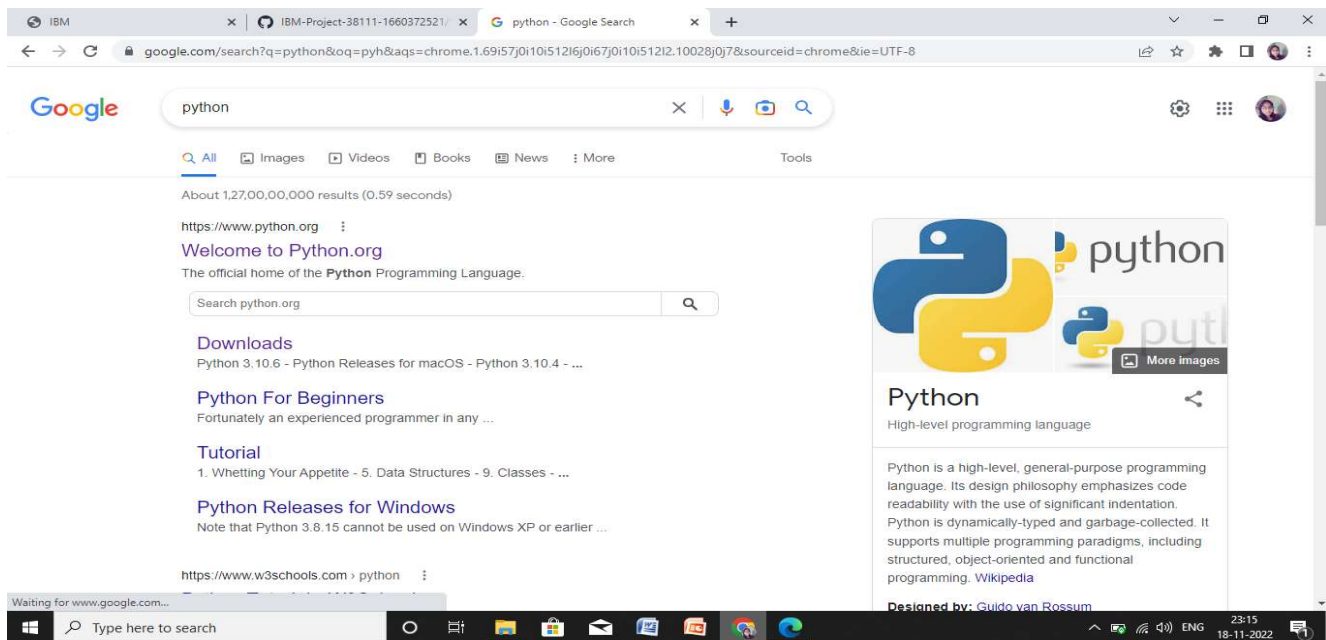 IBM
IBM-Project-38111-1660372521/
python - Google Search
google.com/search?q=python&oq=pyh&aqs=chrome.1.69i57j0i10i512l6j0i67j0i10i512l2.10028j0j7&sourceid=chrome&ie=UTF-8
Google
python
All Images Videos Books News More Tools
About 1,27,00,00,000 results (0.59 seconds)
https://www.python.org
Welcome to Python.org
The official home of the Python Programming Language.
Search python.org
Downloads
Python 3.10.6 - Python Releases for macOS - Python 3.10.4 - ...
Python For Beginners
Fortunately an experienced programmer in any ...
Tutorial
1. Whetting Your Appetite - 5. Data Structures - 9. Classes - ...
Python Releases for Windows
Note that Python 3.8.15 cannot be used on Windows XP or earlier ...
https://www.w3schools.com › python
python
pyth
More images
Python
High-level programming language
Python is a high-level, general-purpose programming
language. Its design philosophy emphasizes code
readability with the use of significant indentation.
Python is dynamically-typed and garbage-collected. It
supports multiple programming paradigms, including
structured, object-oriented and functional
programming. Wikipedia
Designed by: Guido van Rossum
Waiting for www.google.com...
Type here to search
ENG
23:15
18-11-2022